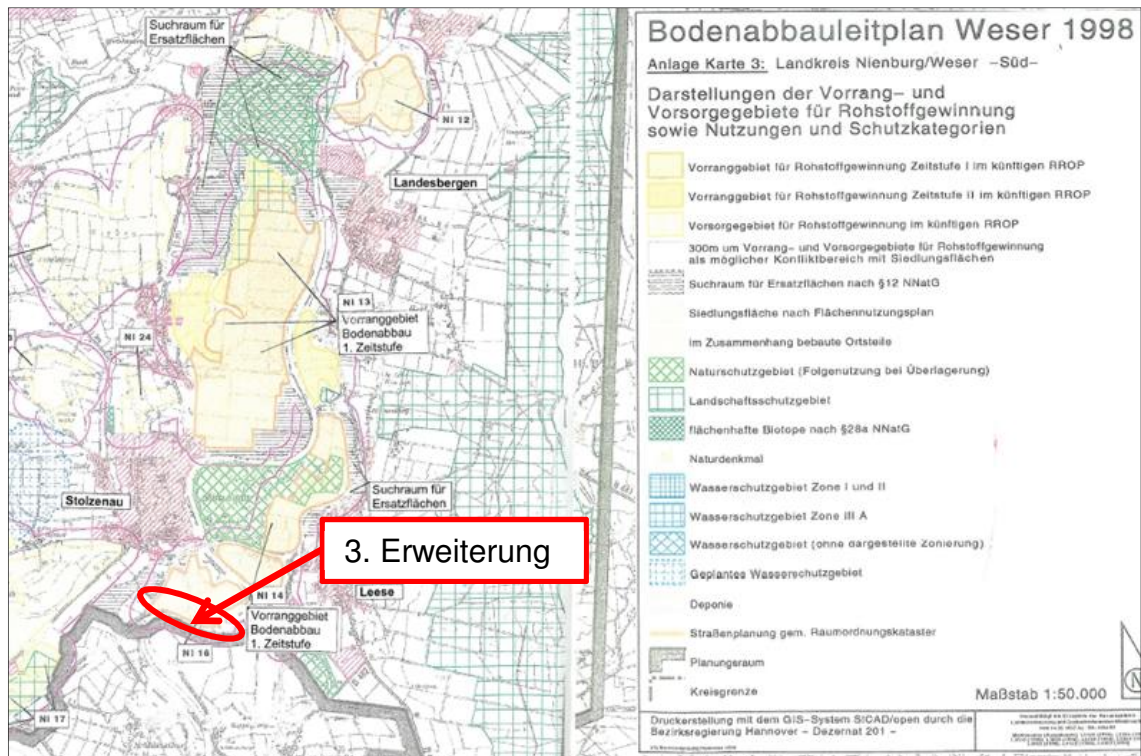 Suchraum für
Ersatzflächen
NI 12
Landesbergen
NI 13
Vorranggebiet
Bodenabbau
1. Zeitstufe
NI 24
Stolzenau
Suchraum für
Ersatzflächen
3. Erweiterung
Leese
NI 14
Vorranggebiet
Bodenabbau
1. Zeitstufe
NI 16
NI 17
Bodenabbauleitplan Weser 1998
Anlage Karte 3: Landkreis Nienburg/Weser –Süd–
Darstellungen der Vorrang– und
Vorsorgegebiete für Rohstoffgewinnung
sowie Nutzungen und Schutzkategorien
Vorranggebiet für Rohstoffgewinnung Zeitstufe I im künftigen RROP
Vorranggebiet für Rohstoffgewinnung Zeitstufe II im künftigen RROP
Vorsorgegebiet für Rohstoffgewinnung im künftigen RROP
300m um Vorrang– und Vorsorgegebiete für Rohstoffgewinnung
als möglicher Konfliktbereich mit Siedlungsflächen
Suchraum für Ersatzflächen nach §12 NNatG
Siedlungsfläche nach Flächennutzungsplan
im Zusammenhang bebaute Ortsteile
Naturschutzgebiet (Folgenutzung bei Überlagerung)
Landschaftsschutzgebiet
flächenhafte Biotope nach §28a NNatG
Naturdenkmal
Wasserschutzgebiet Zone I und II
Wasserschutzgebiet Zone III A
Wasserschutzgebiet (ohne dargestellte Zonierung)
Geplantes Wasserschutzgebiet
Deponie
Straßenplanung gem. Raumordnungskataster
Planungsraum
Kreisgrenze
Maßstab 1:50.000
N
Druckerstellung mit dem GIS–System SICAD/open durch die
Bezirksregierung Hannover – Dezernat 201 –